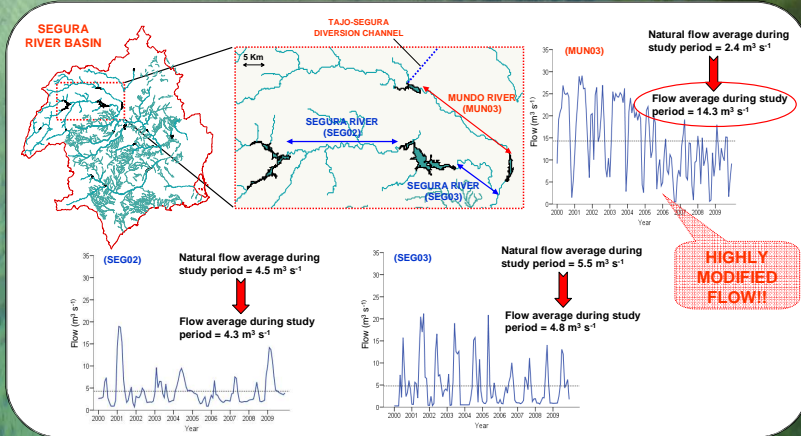 SEGURA
RIVER BASIN
TAJO-SEGURA
DIVERSION CHANNEL
5 Km
MUNDO RIVER
(MUN03)
SEGURA RIVER
(SEG02)
SEGURA RIVER
(SEG03)
Natural flow average during
study period = 2.4 m³ s⁻¹
(MUN03)
Flow average during study
period = 14.3 m³ s⁻¹
Flow (m³ s⁻¹)
35
30
25
20
15
10
5
0
2000 2001 2002 2003 2004 2005 2006 2007 2008 2009
Year
HIGHLY
MODIFIED
FLOW!!
(SEG02)
Natural flow average during
study period = 4.5 m³ s⁻¹
Flow average during study
period = 4.3 m³ s⁻¹
Flow (m³ s⁻¹)
35
30
25
20
15
10
5
0
2000 2001 2002 2003 2004 2005 2006 2007 2008 2009
Year
(SEG03)
Natural flow average during
study period = 5.5 m³ s⁻¹
Flow average during study
period = 4.8 m³ s⁻¹
Flow (m³ s⁻¹)
35
30
25
20
15
10
5
0
2000 2001 2002 2003 2004 2005 2006 2007 2008 2009
Year